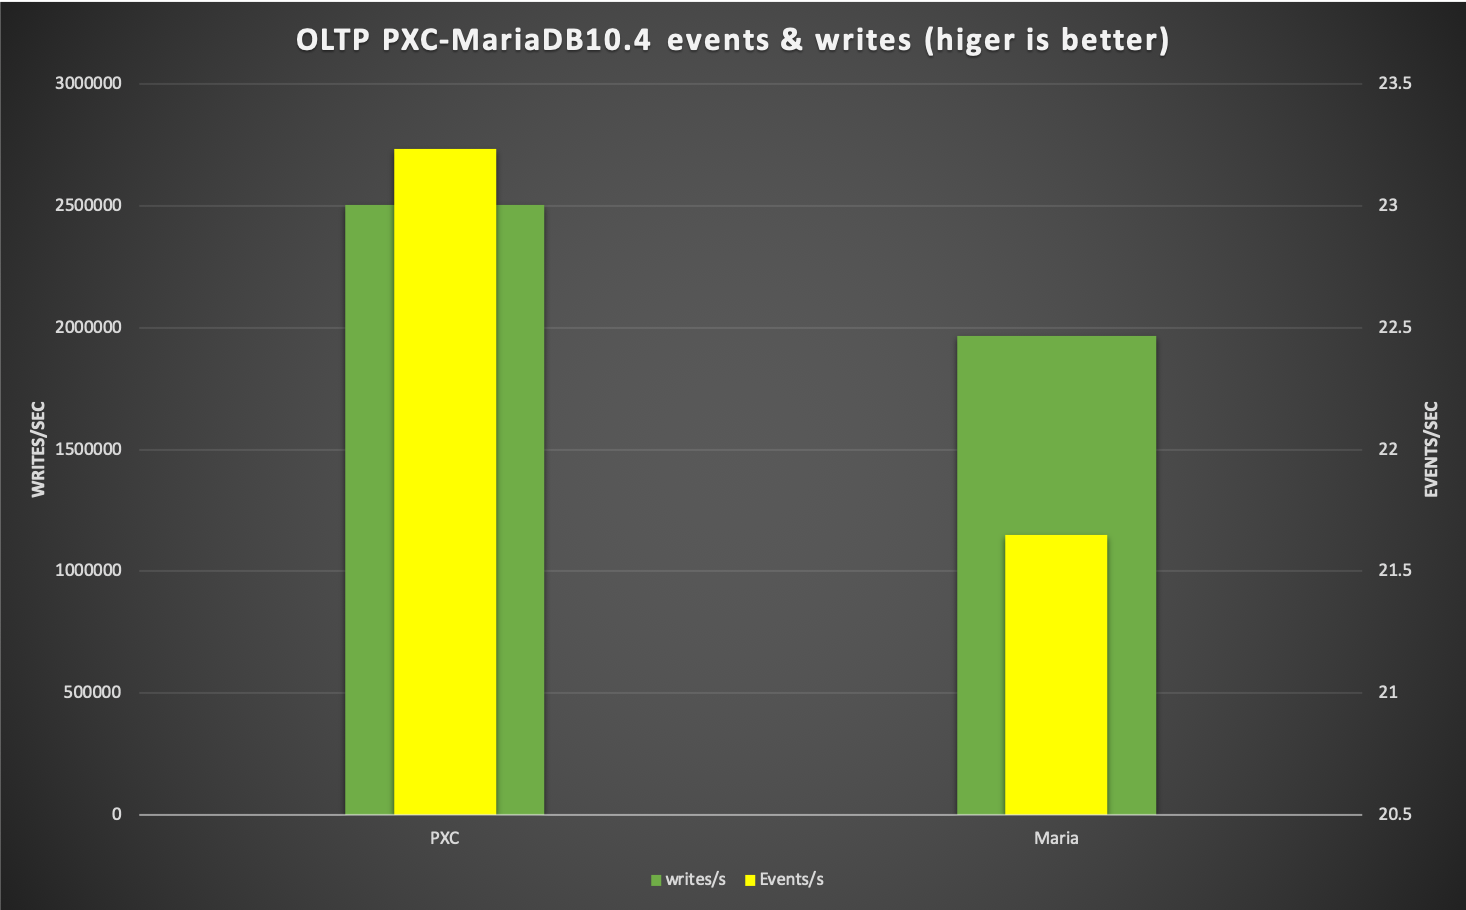 OLTP PXC-MariaDB10.4 events & writes (higer is better)
3000000
2500000
2000000
1500000
1000000
500000
0
WRITES/SEC
23.5
23
22.5
22
21.5
21
20.5
EVENTS/SEC
PXC
Maria
writes/s
Events/s